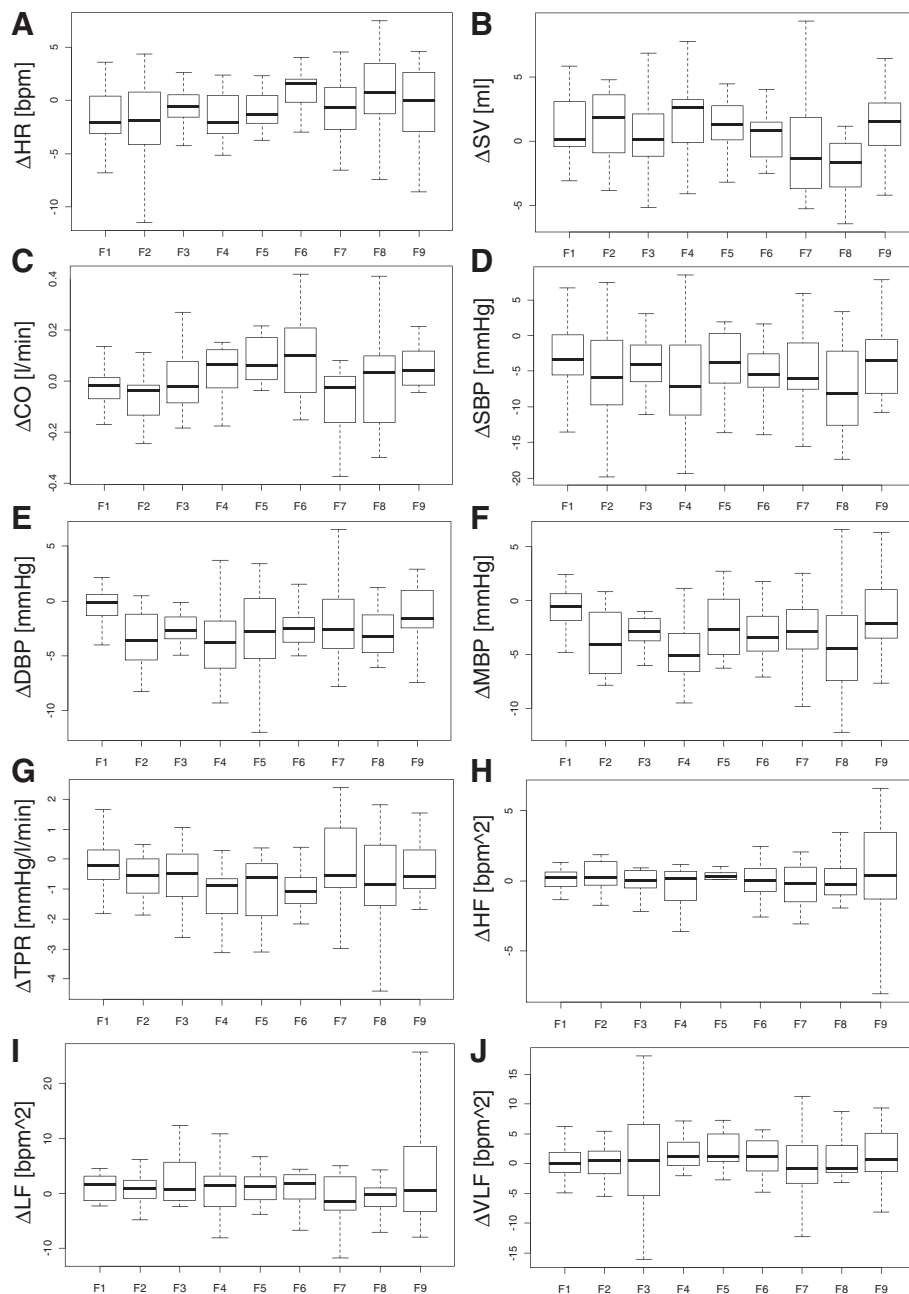 A
ΔHR [bpm]
5
0
-5
-10
F1 F2 F3 F4 F5 F6 F7 F8 F9
B
ΔSV [ml]
5
0
-5
F1 F2 F3 F4 F5 F6 F7 F8 F9
C
ΔCO [l/min]
0.4
0.2
0.0
-0.2
-0.4
F1 F2 F3 F4 F5 F6 F7 F8 F9
D
ΔSBP [mmHg]
5
0
-5
-10
-15
-20
F1 F2 F3 F4 F5 F6 F7 F8 F9
E
ΔDBP [mmHg]
5
0
-5
-10
F1 F2 F3 F4 F5 F6 F7 F8 F9
F
ΔMBP [mmHg]
5
0
-5
-10
F1 F2 F3 F4 F5 F6 F7 F8 F9
G
ΔTPR [mmHg/l/min]
2
1
0
-1
-2
-3
-4
F1 F2 F3 F4 F5 F6 F7 F8 F9
H
ΔHF [bpm^2]
5
0
-5
F1 F2 F3 F4 F5 F6 F7 F8 F9
I
ΔLF [bpm^2]
20
10
0
-10
F1 F2 F3 F4 F5 F6 F7 F8 F9
J
ΔVLF [bpm^2]
15
10
5
0
-5
-10
-15
F1 F2 F3 F4 F5 F6 F7 F8 F9